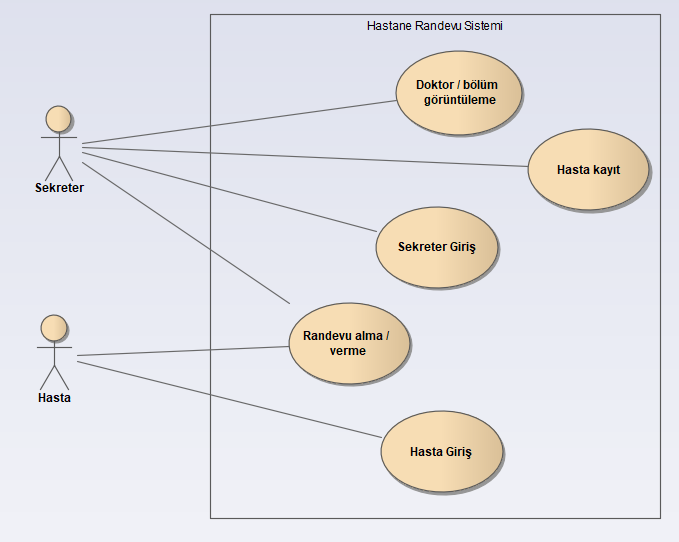 Hastane Randevu Sistemi
Doktor / bölüm
görüntüleme
Hasta kayıt
Sekreter
Sekreter Giriş
Randevu alma /
verme
Hasta
Hasta Giriş